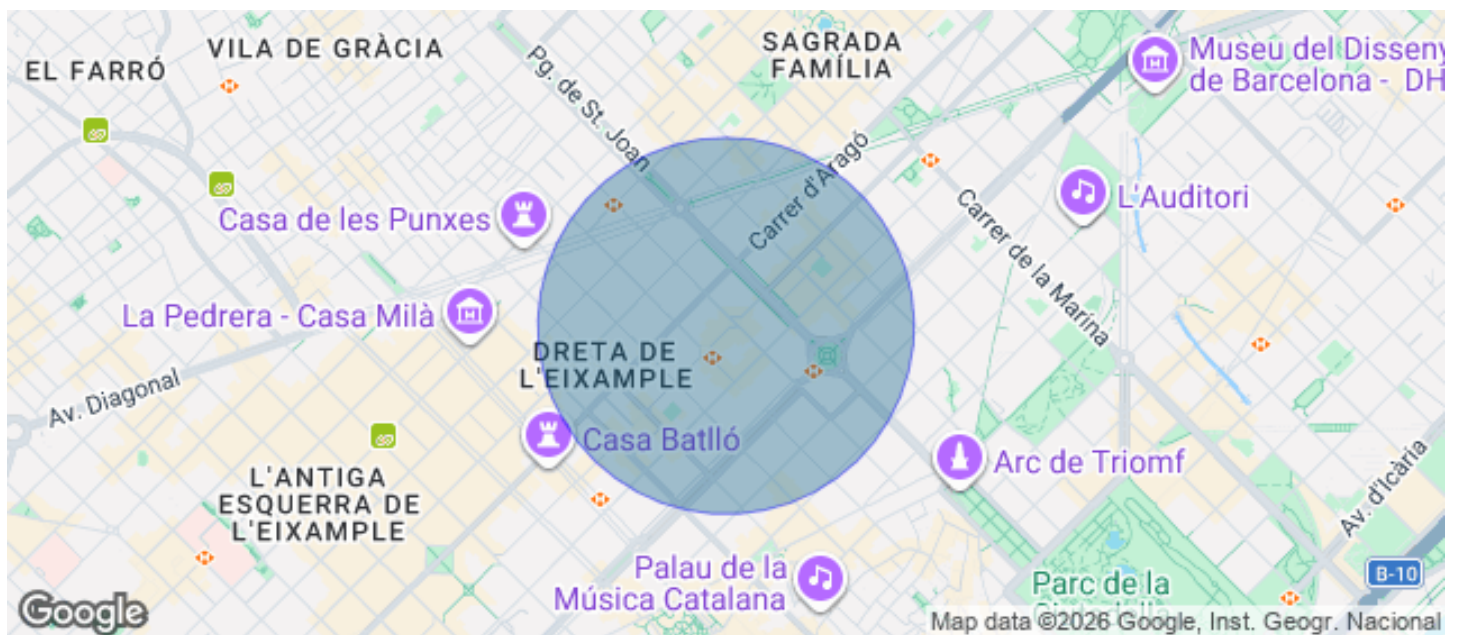 VILA DE GRÀCIA
EL FARRÓ
SAGRADA
FAMÍLIA
Museu del Disseny
de Barcelona - DH
Pg. de St. Joan
Carrer d'Aragó
L'Auditori
Casa de les Punxes
Carrer de la Marina
La Pedrera - Casa Milà
DRETA DE
L'EIXAMPLE
Av. Diagonal
Casa Batlló
Arc de Triomf
L'ANTIGA
ESQUERRA DE
L'EIXAMPLE
Av. d'Icària
Palau de la
Música Catalana
B-10
Parc de la
Google
Map data ©2026 Google, Inst. Geogr. Nacional